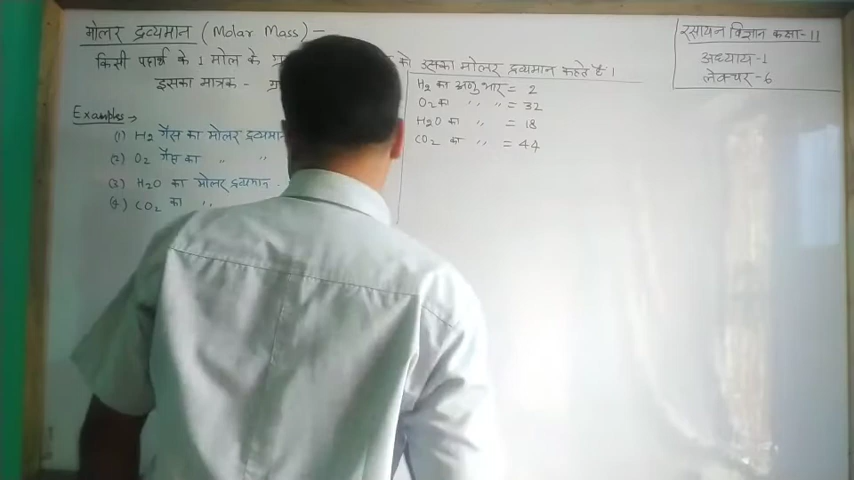 मोलर द्रव्यमान (Molar Mass) –
किसी पदार्थ के 1 मोल के को उसका मोलर द्रव्यमान कहते हैं।
इसका मात्रक -
Examples →
(1) H2 गैस का मोलर द्रव्यमान
(2) O2 गैस का ,, ,,
(3) H2O का मोलर द्रव्यमान -
(4) CO2 का ,,
H2 का अणुभार = 2
O2 का ,, ,, = 32
H2O का ,, = 18
CO2 का ,, = 44
रसायन विज्ञान कक्षा-11
अध्याय-1
लेक्चर-6